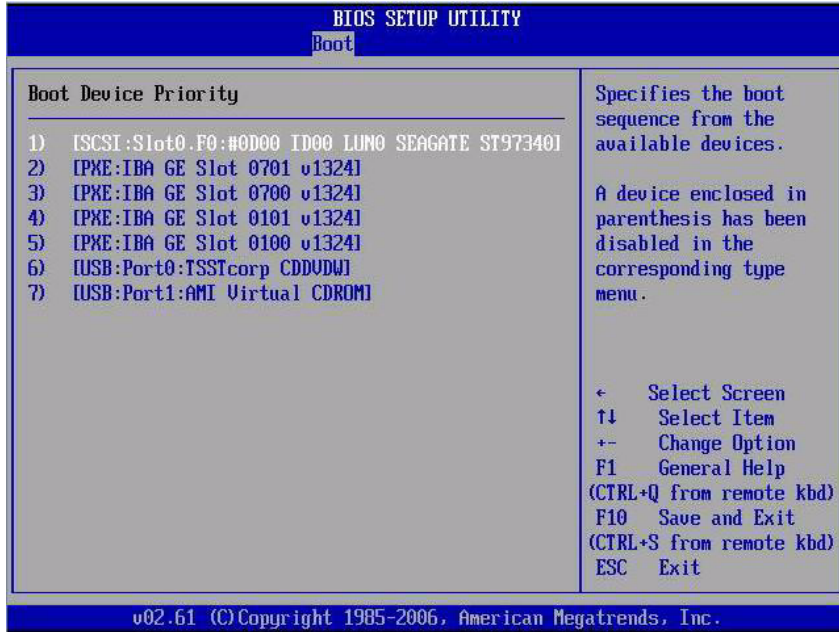 BIOS SETUP UTILITY
Boot
Boot Device Priority
1) [SCSI:Slot0.F0:#0D00 ID00 LUN0 SEAGATE ST97340]
2) [PXE:IBA GE Slot 0701 v1324]
3) [PXE:IBA GE Slot 0700 v1324]
4) [PXE:IBA GE Slot 0101 v1324]
5) [PXE:IBA GE Slot 0100 v1324]
6) [USB:Port0:TSSTcorp CDDVDW]
7) [USB:Port1:AMI Virtual CDROM]
Specifies the boot
sequence from the
available devices.
A device enclosed in
parenthesis has been
disabled in the
corresponding type
menu.
← Select Screen
↑↓ Select Item
+- Change Option
F1 General Help
(CTRL+Q from remote kbd)
F10 Save and Exit
(CTRL+S from remote kbd)
ESC Exit
v02.61 (C)Copyright 1985-2006, American Megatrends, Inc.